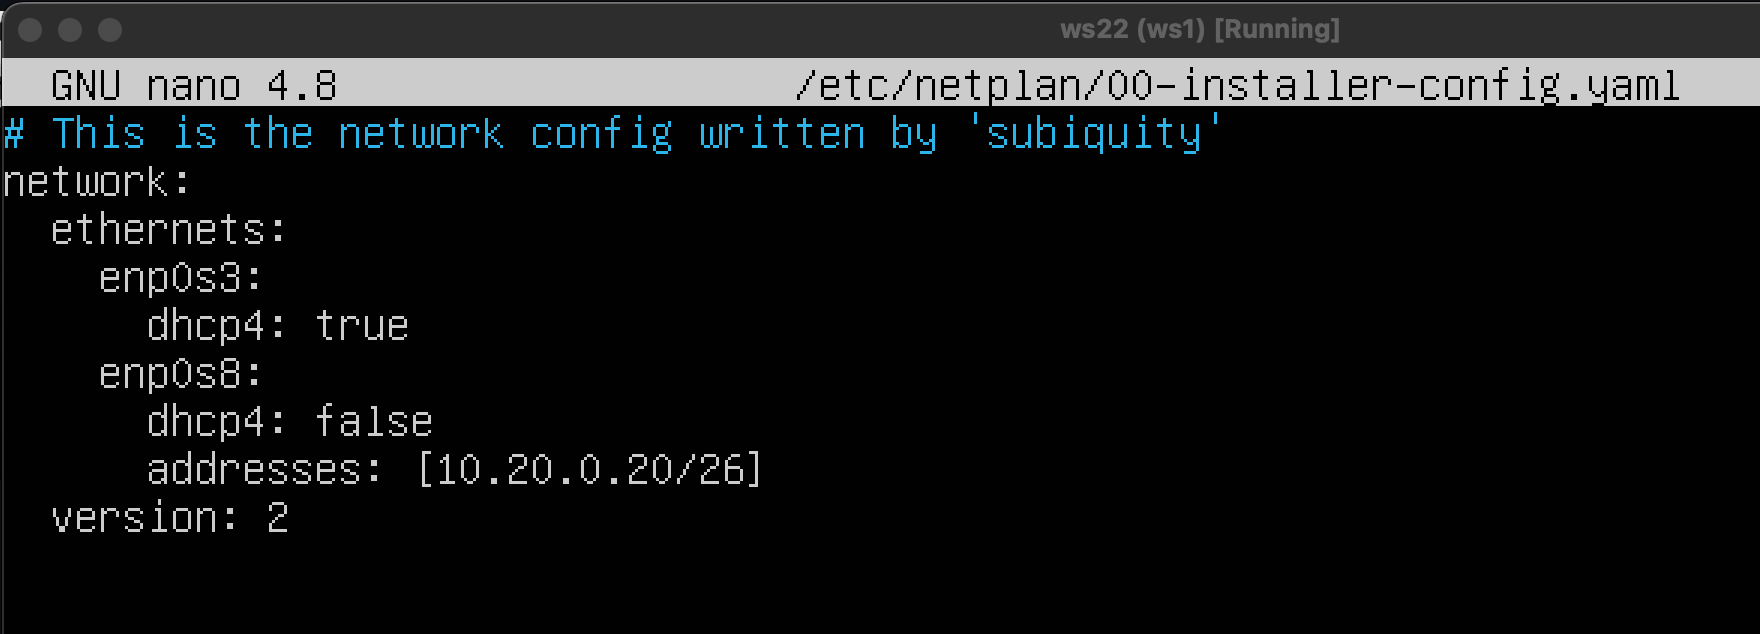 ws22 (ws1) [Running]
GNU nano 4.8 /etc/netplan/00-installer-config.yaml
# This is the network config written by 'subiquity'
network:
  ethernets:
    enp0s3:
      dhcp4: true
    enp0s8:
      dhcp4: false
      addresses: [10.20.0.20/26]
  version: 2